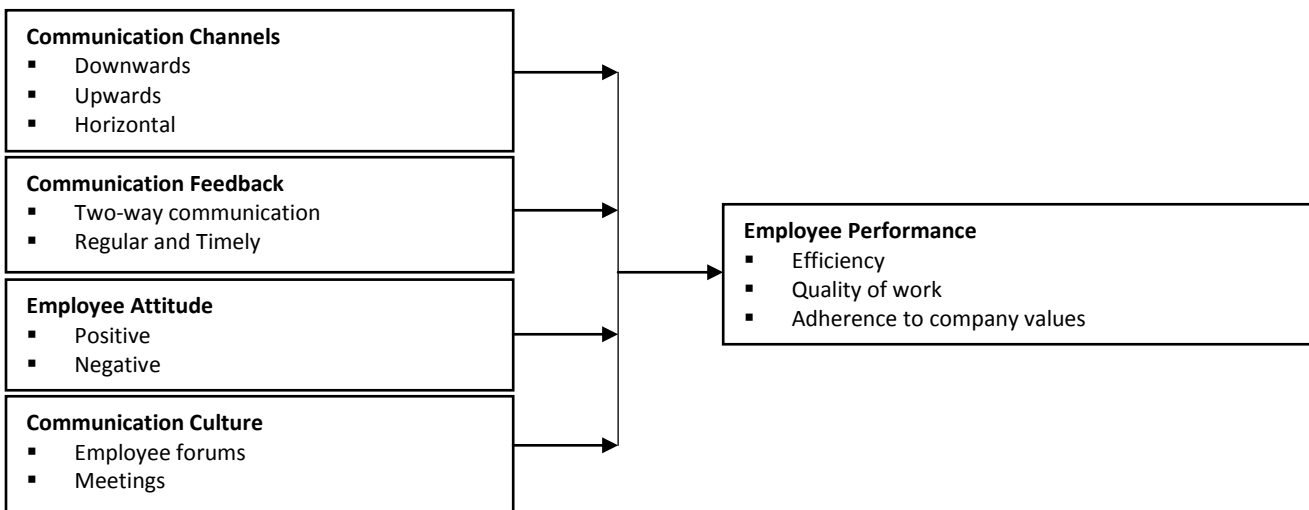 Communication Channels
▪ Downwards
▪ Upwards
▪ Horizontal
Communication Feedback
▪ Two-way communication
▪ Regular and Timely
Employee Attitude
▪ Positive
▪ Negative
Communication Culture
▪ Employee forums
▪ Meetings
Employee Performance
▪ Efficiency
▪ Quality of work
▪ Adherence to company values